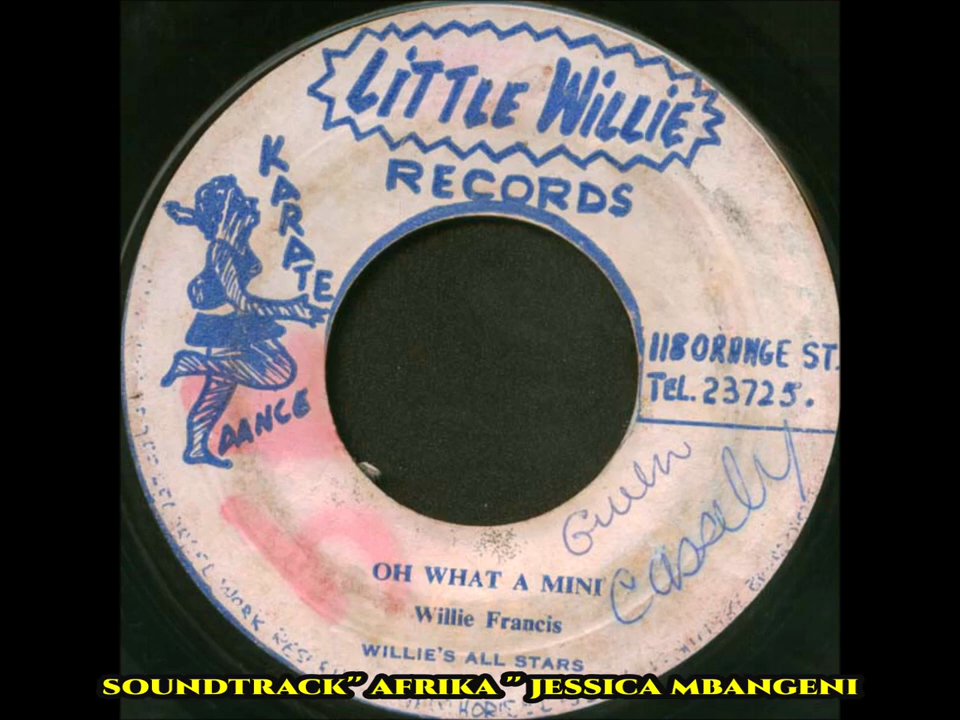 LiTTLE WiLLiE
RECORDS
KARATE
DANCE
118 ORANGE ST.
TEL. 23725.
Gwen
Cassely
OH WHAT A MINI
Willie Francis
WILLIE'S ALL STARS
WORK
SOUNDTRACK" AFRIKA " JESSICA MBANGENI